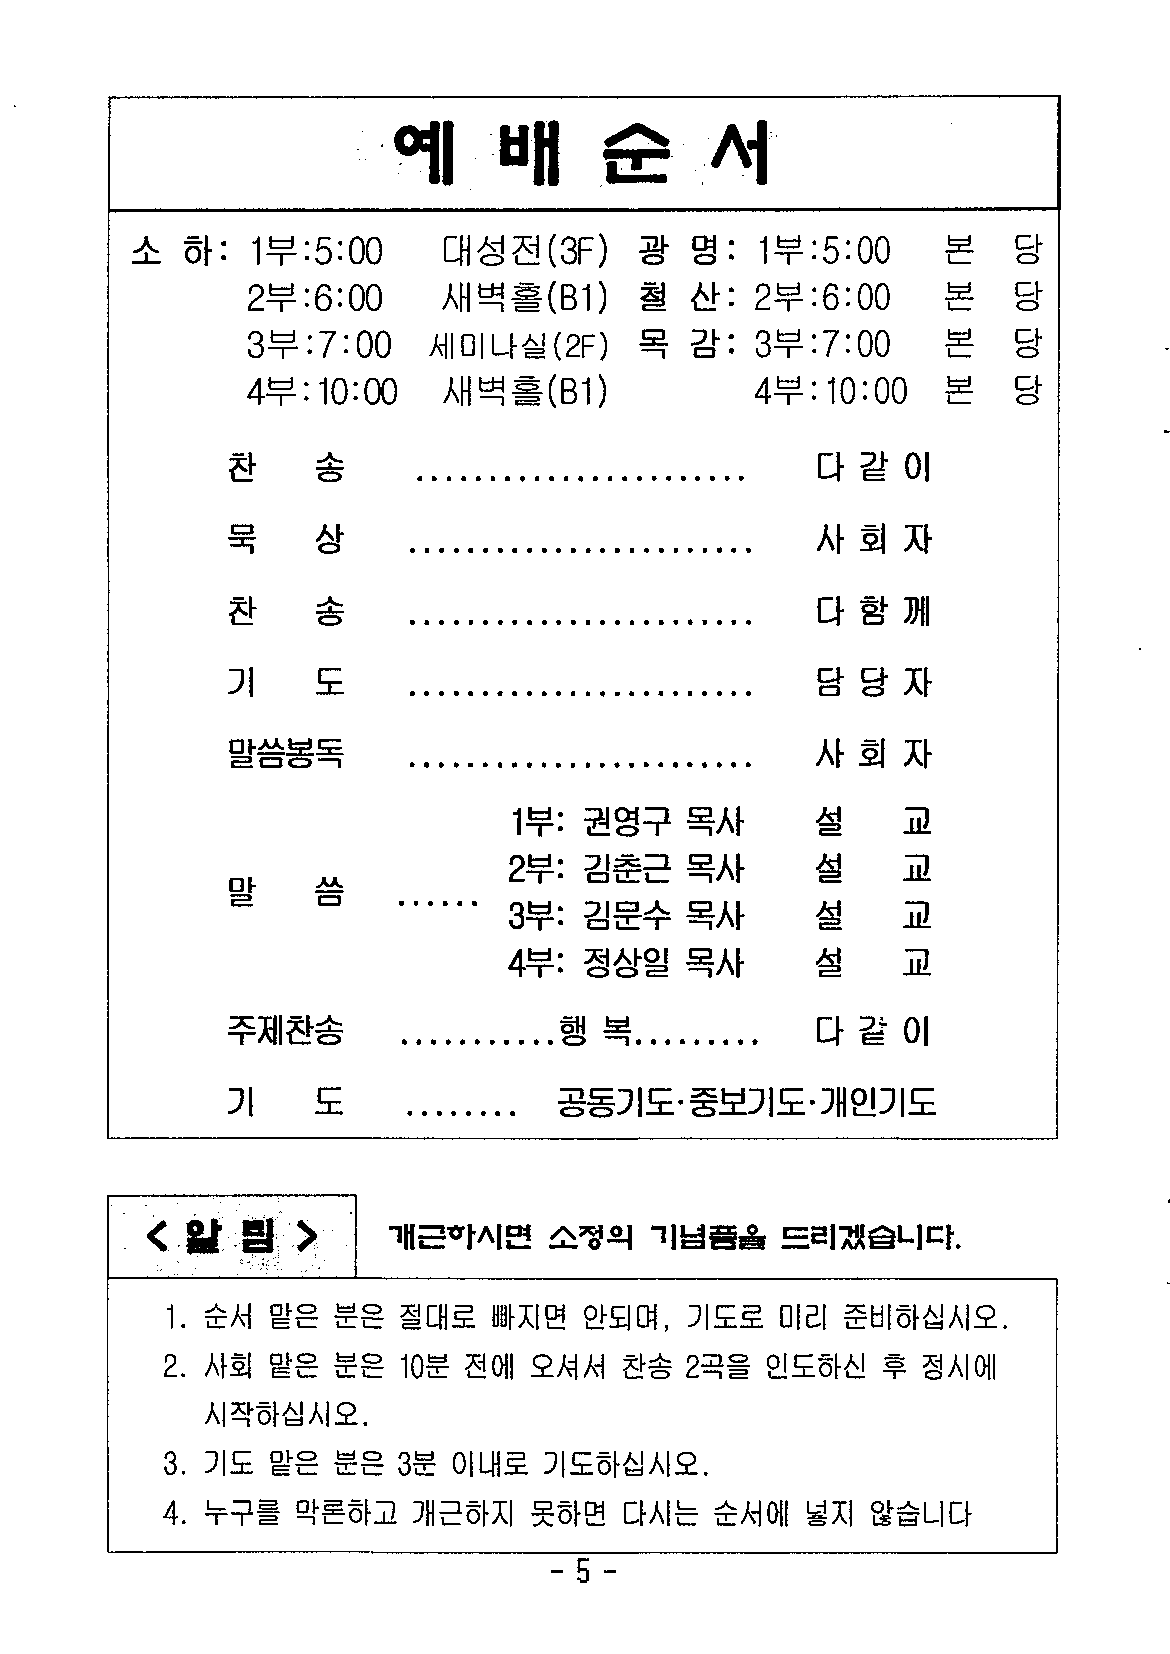 예 배 순 서
소 하: 1부:5:00 대성전(3F) 광 명: 1부:5:00 본 당
2부:6:00 새벽홀(B1) 철 산: 2부:6:00 본 당
3부:7:00 세미나실(2F) 목 감: 3부:7:00 본 당
4부:10:00 새벽홀(B1) 4부:10:00 본 당
찬 송 ....................... 다 같 이
묵 상 ........................ 사 회 자
찬 송 ........................ 다 함 께
기 도 ........................ 담 당 자
말씀봉독 ........................ 사 회 자
1부: 권영구 목사 설 교
2부: 김춘근 목사 설 교
말 씀 ......
3부: 김문수 목사 설 교
4부: 정상일 목사 설 교
주제찬송 ...........행 복......... 다 같 이
기 도 ........ 공동기도·중보기도·개인기도
< 알 림 > 개근하시면 소정의 기념품을 드리겠습니다.
1. 순서 맡은 분은 절대로 빠지면 안되며, 기도로 미리 준비하십시오.
2. 사회 맡은 분은 10분 전에 오셔서 찬송 2곡을 인도하신 후 정시에
시작하십시오.
3. 기도 맡은 분은 3분 이내로 기도하십시오.
4. 누구를 막론하고 개근하지 못하면 다시는 순서에 넣지 않습니다
- 5 -